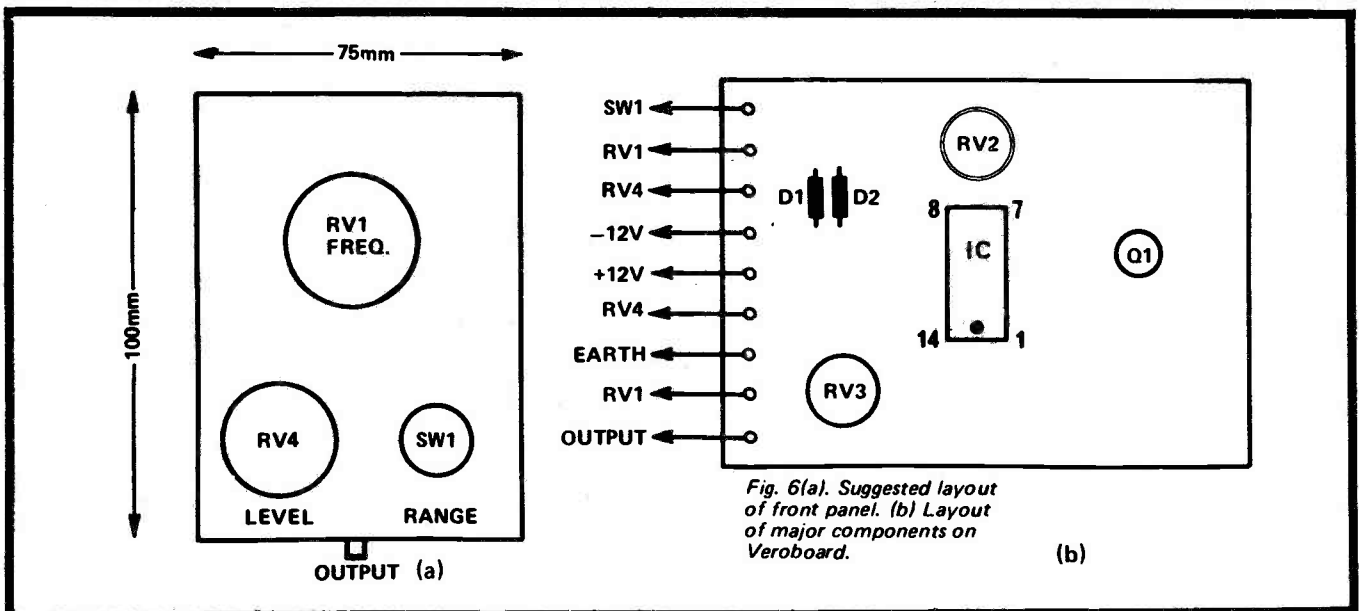 75mm
100mm
RV1
FREQ.
RV4
SW1
LEVEL RANGE
OUTPUT (a)
SW1
RV1
RV4
−12V
+12V
RV4
EARTH
RV1
OUTPUT
RV2
D1 D2
8 7
IC
Q1
14 1
RV3
Fig. 6(a). Suggested layout
of front panel. (b) Layout
of major components on
Veroboard.
(b)